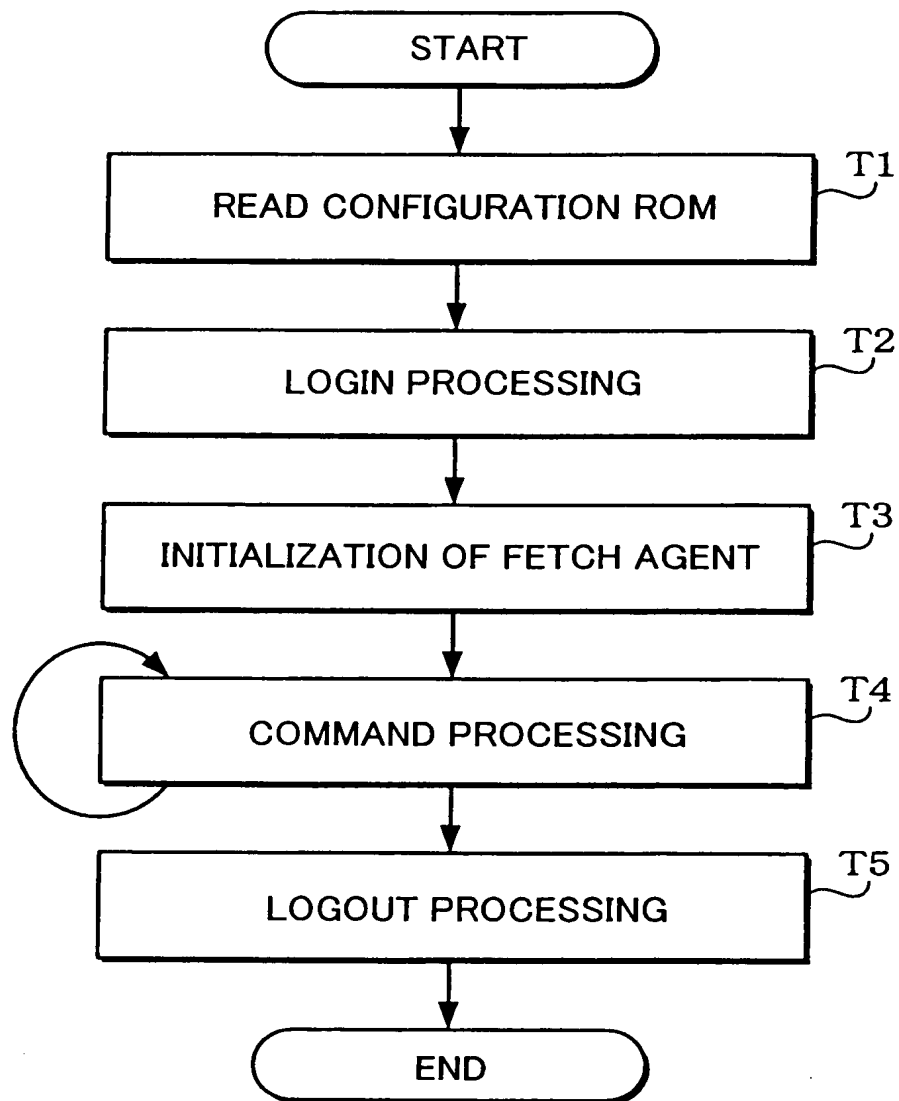 START
T1
READ CONFIGURATION ROM
T2
LOGIN PROCESSING
T3
INITIALIZATION OF FETCH AGENT
T4
COMMAND PROCESSING
T5
LOGOUT PROCESSING
END